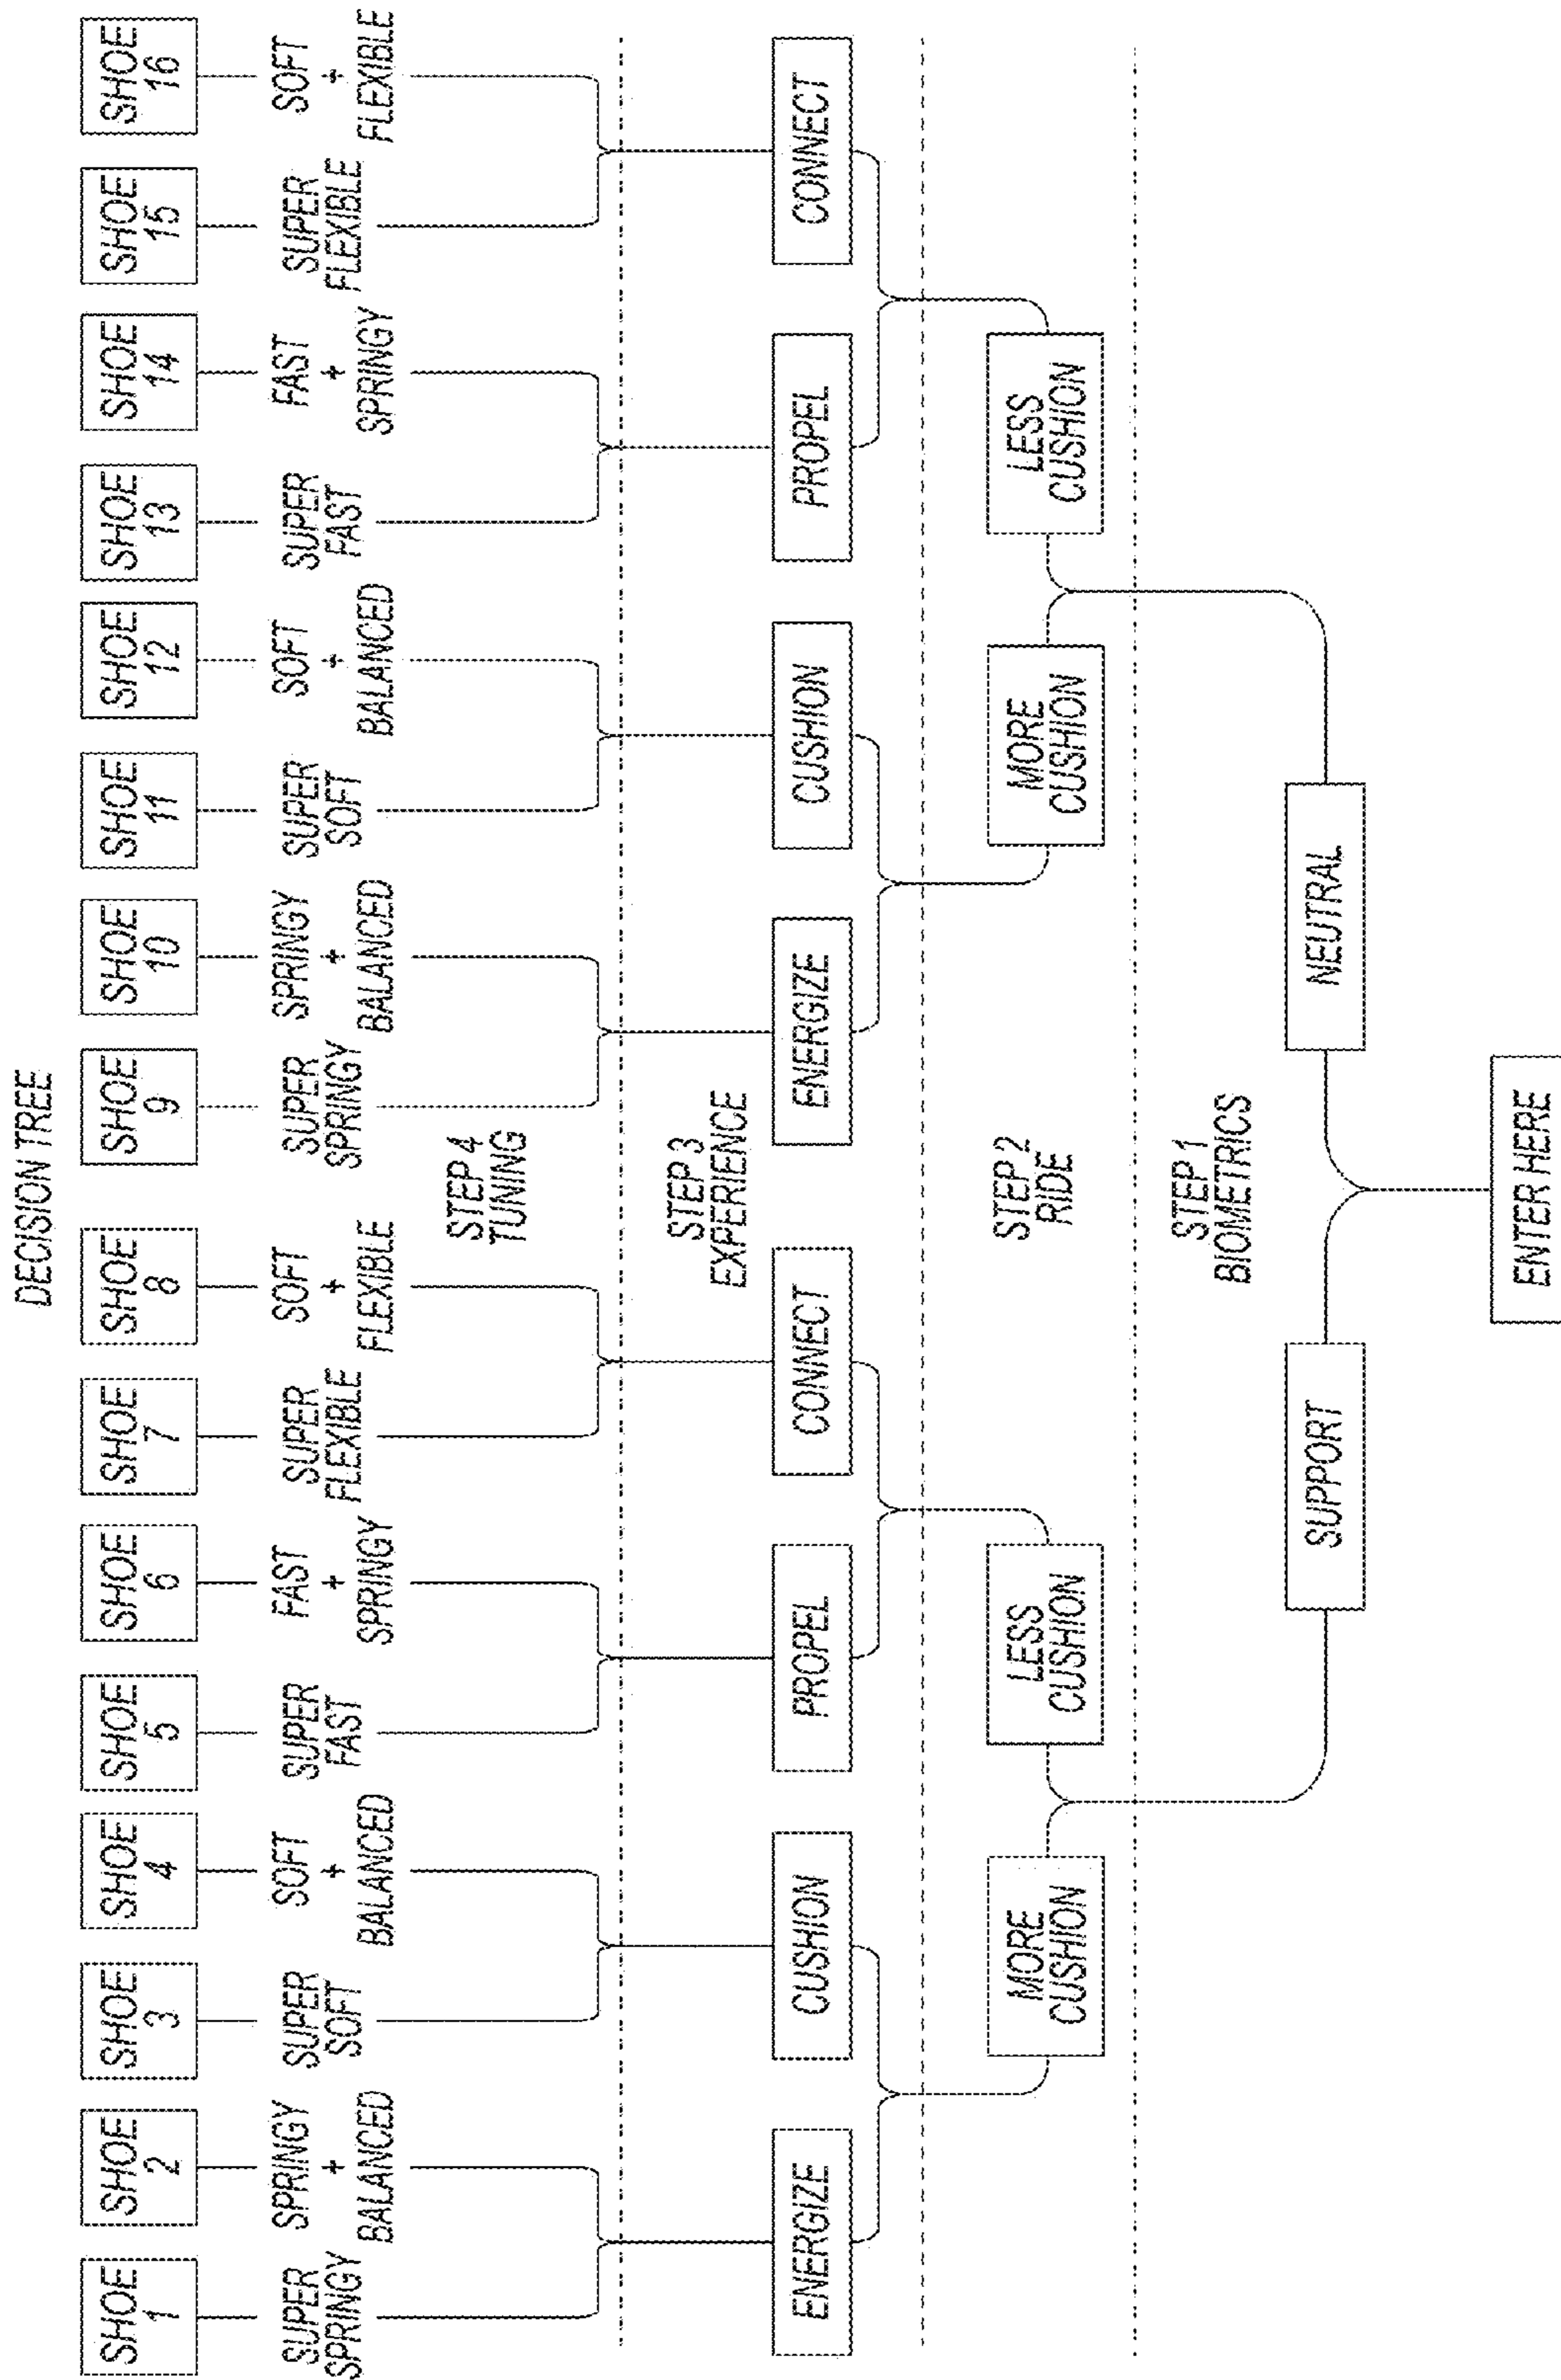 DECISION TREE
SHOE
1
SHOE
2
SHOE
3
SHOE
4
SHOE
5
SHOE
6
SHOE
7
SHOE
8
SHOE
9
SHOE
10
SHOE
11
SHOE
12
SHOE
13
SHOE
14
SHOE
15
SHOE
16
SUPER
SPRINGY
SPRINGY
+
BALANCED
SUPER
SOFT
SOFT
+
BALANCED
SUPER
FAST
FAST
+
SPRINGY
SUPER
FLEXIBLE
SOFT
+
FLEXIBLE
SUPER
SPRINGY
SPRINGY
+
BALANCED
SUPER
SOFT
SOFT
+
BALANCED
SUPER
FAST
FAST
+
SPRINGY
SUPER
FLEXIBLE
SOFT
+
FLEXIBLE
STEP 4
TUNING
STEP 3
EXPERIENCE
ENERGIZE
CUSHION
PROPEL
CONNECT
ENERGIZE
CUSHION
PROPEL
CONNECT
STEP 2
RIDE
MORE
CUSHION
LESS
CUSHION
MORE
CUSHION
LESS
CUSHION
STEP 1
BIOMETRICS
SUPPORT
NEUTRAL
ENTER HERE